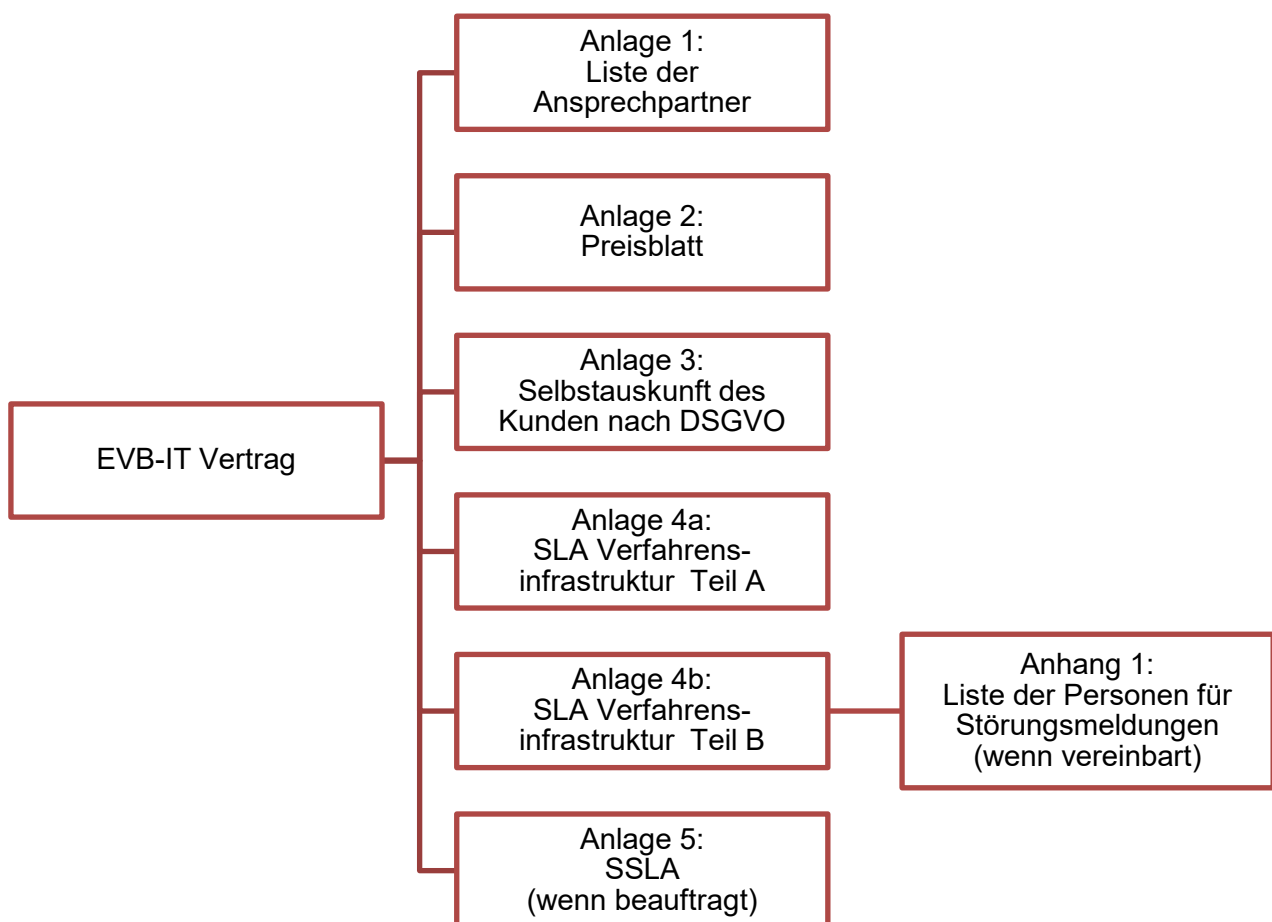 Anlage 1:
Liste der
Ansprechpartner
Anlage 2:
Preisblatt
Anlage 3:
Selbstauskunft des
Kunden nach DSGVO
EVB-IT Vertrag
Anlage 4a:
SLA Verfahrens-
infrastruktur Teil A
Anlage 4b:
SLA Verfahrens-
infrastruktur Teil B
Anhang 1:
Liste der Personen für
Störungsmeldungen
(wenn vereinbart)
Anlage 5:
SSLA
(wenn beauftragt)